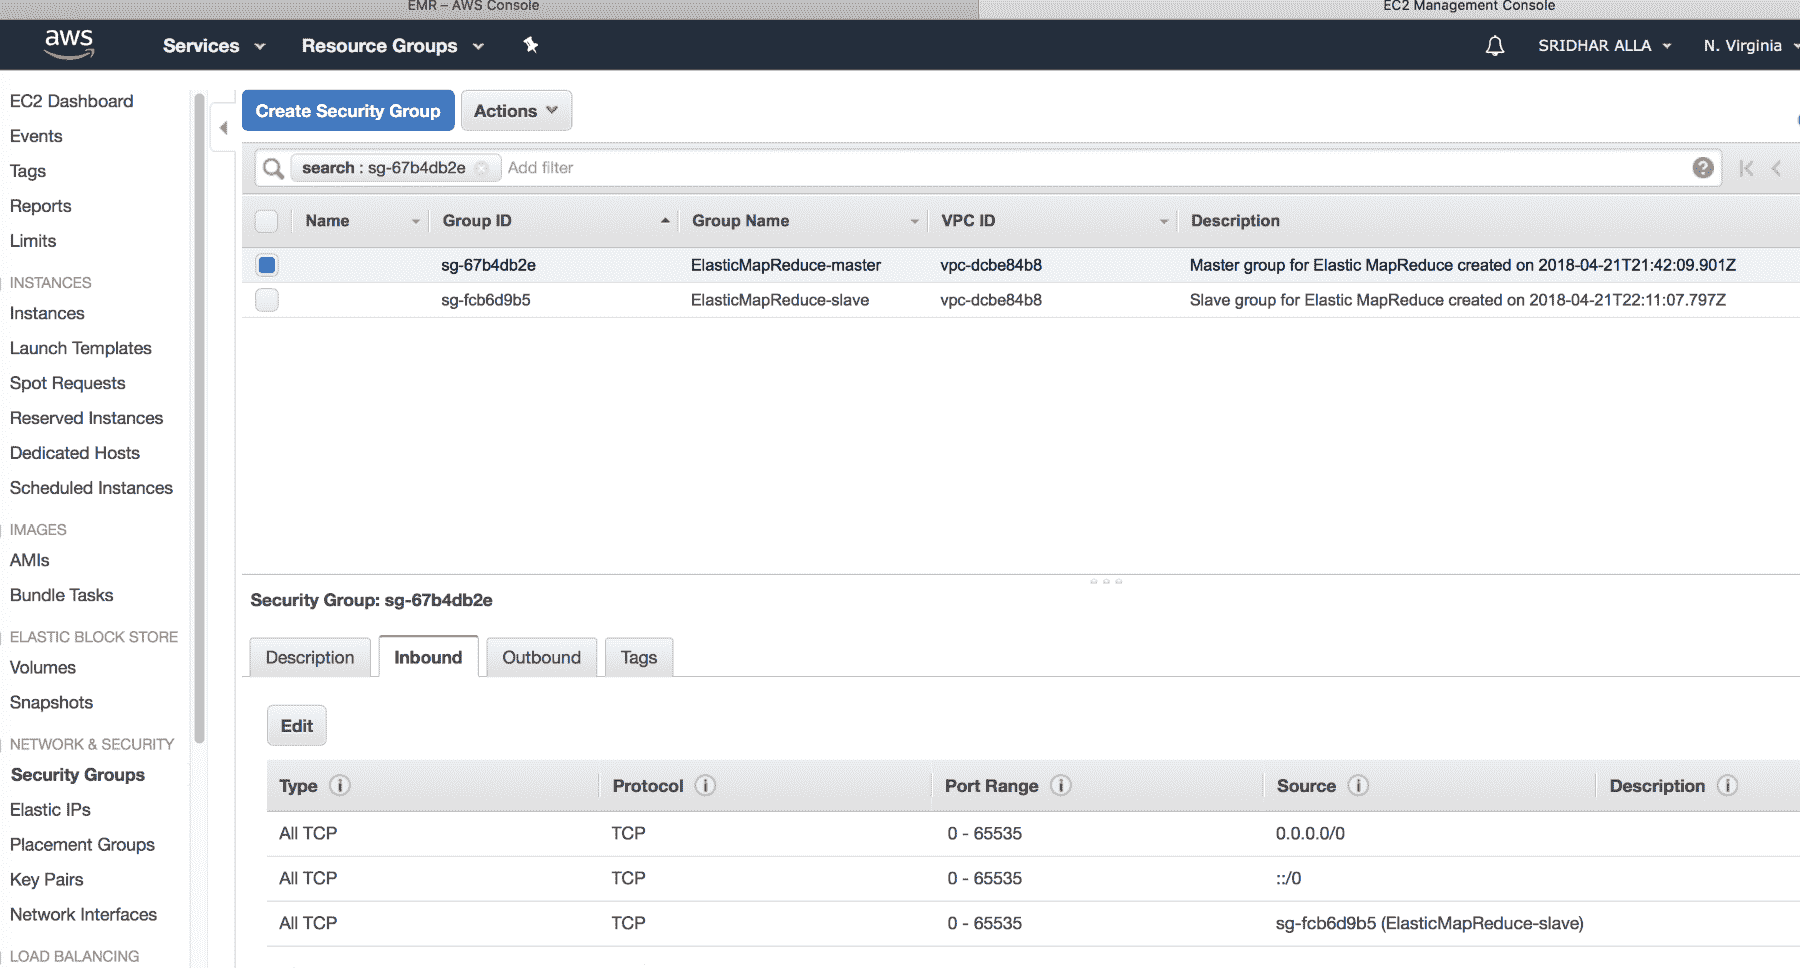 EMR – AWS Console
EC2 Management Console
aws
Services
Resource Groups
SRIDHAR ALLA
N. Virginia
EC2 Dashboard
Events
Tags
Reports
Limits
INSTANCES
Instances
Launch Templates
Spot Requests
Reserved Instances
Dedicated Hosts
Scheduled Instances
IMAGES
AMIs
Bundle Tasks
ELASTIC BLOCK STORE
Volumes
Snapshots
NETWORK & SECURITY
Security Groups
Elastic IPs
Placement Groups
Key Pairs
Network Interfaces
LOAD BALANCING
Create Security Group
Actions
search : sg-67b4db2e
Add filter
Name Group ID Group Name VPC ID Description
sg-67b4db2e ElasticMapReduce-master vpc-dcbe84b8 Master group for Elastic MapReduce created on 2018-04-21T21:42:09.901Z
sg-fcb6d9b5 ElasticMapReduce-slave vpc-dcbe84b8 Slave group for Elastic MapReduce created on 2018-04-21T22:11:07.797Z
Security Group: sg-67b4db2e
Description Inbound Outbound Tags
Edit
Type Protocol Port Range Source Description
All TCP TCP 0 - 65535 0.0.0.0/0
All TCP TCP 0 - 65535 ::/0
All TCP TCP 0 - 65535 sg-fcb6d9b5 (ElasticMapReduce-slave)